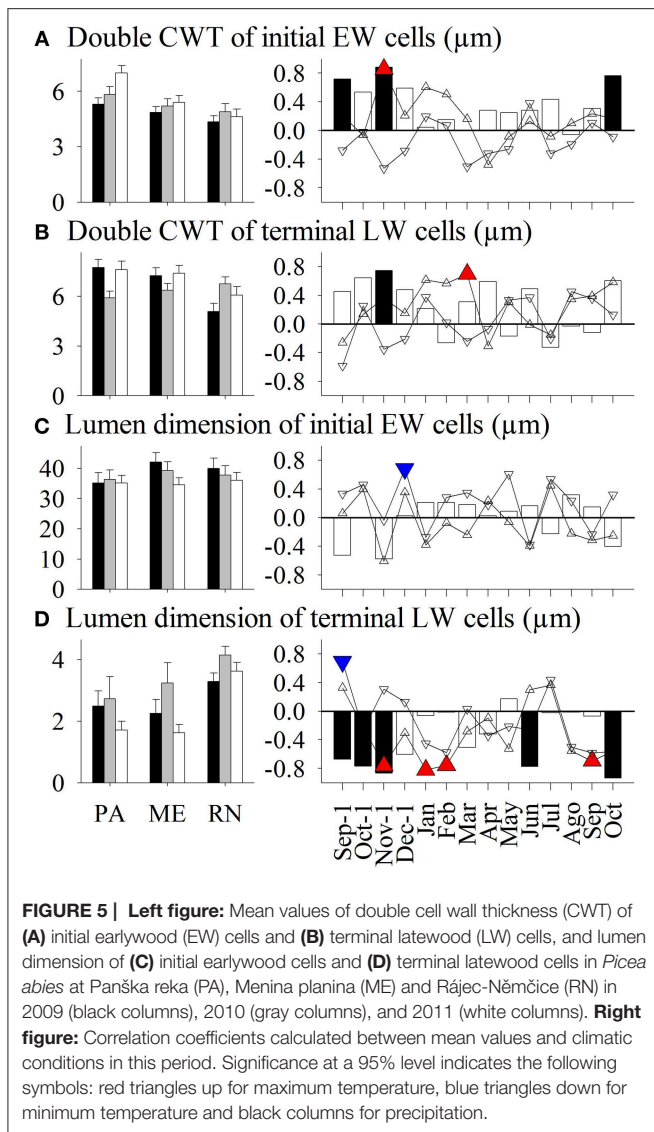 A Double CWT of initial EW cells (µm)
6
3
0
0.8
0.4
0.0
-0.4
-0.8
B Double CWT of terminal LW cells (µm)
6
3
0
0.8
0.4
0.0
-0.4
-0.8
C Lumen dimension of initial EW cells (µm)
40
30
20
10
0
0.8
0.4
0.0
-0.4
-0.8
D Lumen dimension of terminal LW cells (µm)
4
2
0
0.8
0.4
0.0
-0.4
-0.8
PA ME RN
Sep-1
Oct-1
Nov-1
Dec-1
Jan
Feb
Mar
Apr
May
Jun
Jul
Ago
Sep
Oct
FIGURE 5 | Left figure: Mean values of double cell wall thickness (CWT) of
(A) initial earlywood (EW) cells and (B) terminal latewood (LW) cells, and lumen
dimension of (C) initial earlywood cells and (D) terminal latewood cells in Picea
abies at Panška reka (PA), Menina planina (ME) and Rájec-Němčice (RN) in
2009 (black columns), 2010 (gray columns), and 2011 (white columns). Right
figure: Correlation coefficients calculated between mean values and climatic
conditions in this period. Significance at a 95% level indicates the following
symbols: red triangles up for maximum temperature, blue triangles down for
minimum temperature and black columns for precipitation.